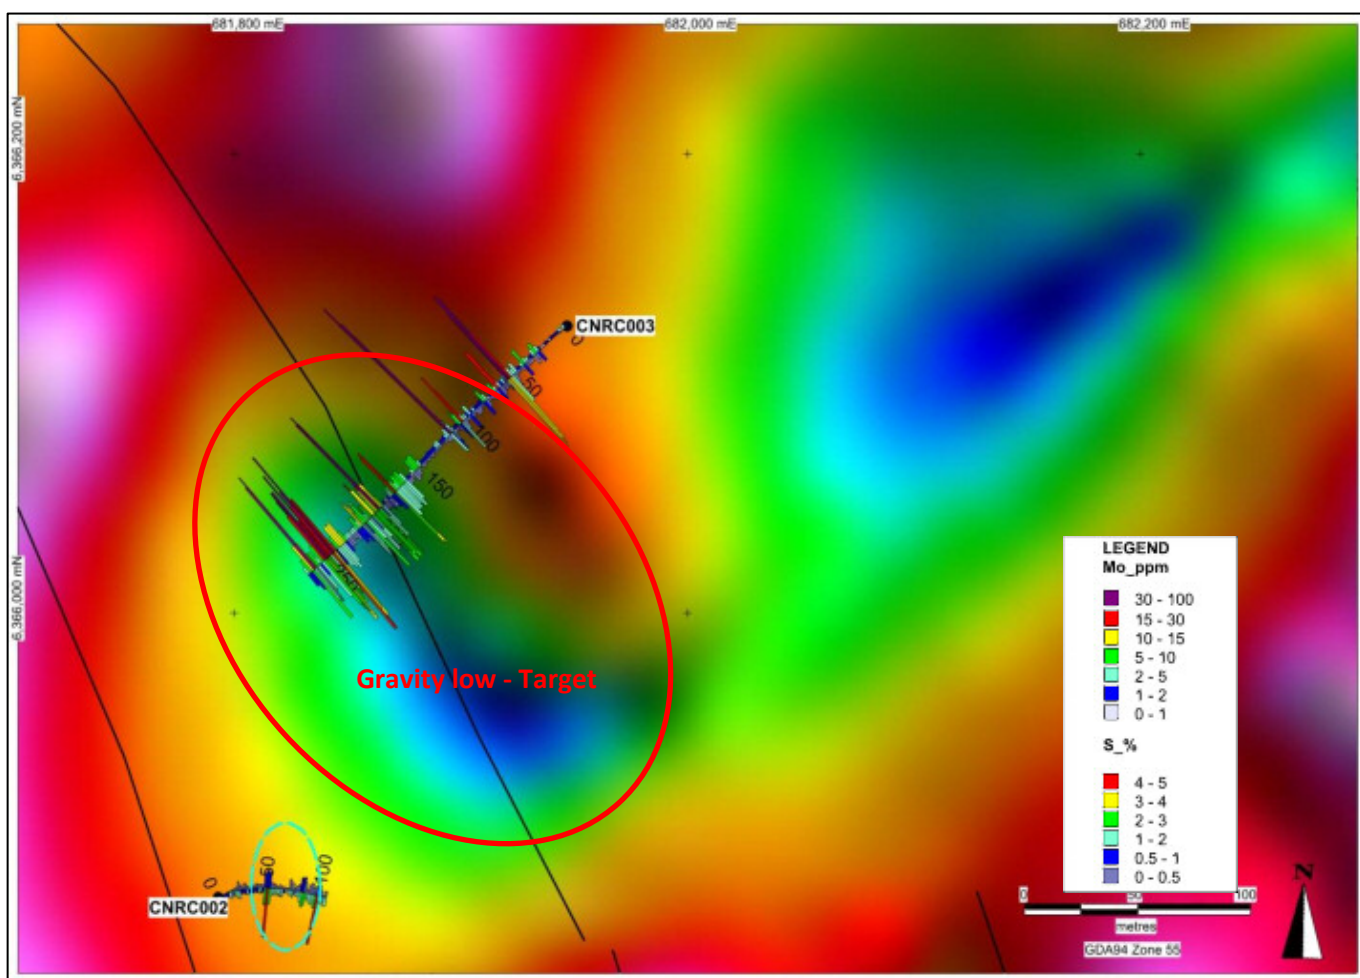 681,800 mE
682,000 mE
682,200 mE
6,366,200 mN
CNRC003
0
50
100
150
250
6,366,000 mN
Gravity low - Target
LEGEND
Mo_ppm
30 - 100
15 - 30
10 - 15
5 - 10
2 - 5
1 - 2
0 - 1
S_%
4 - 5
3 - 4
2 - 3
1 - 2
0.5 - 1
0 - 0.5
0
50
100
CNRC002
N
0
50
100
metres
GDA94 Zone 55